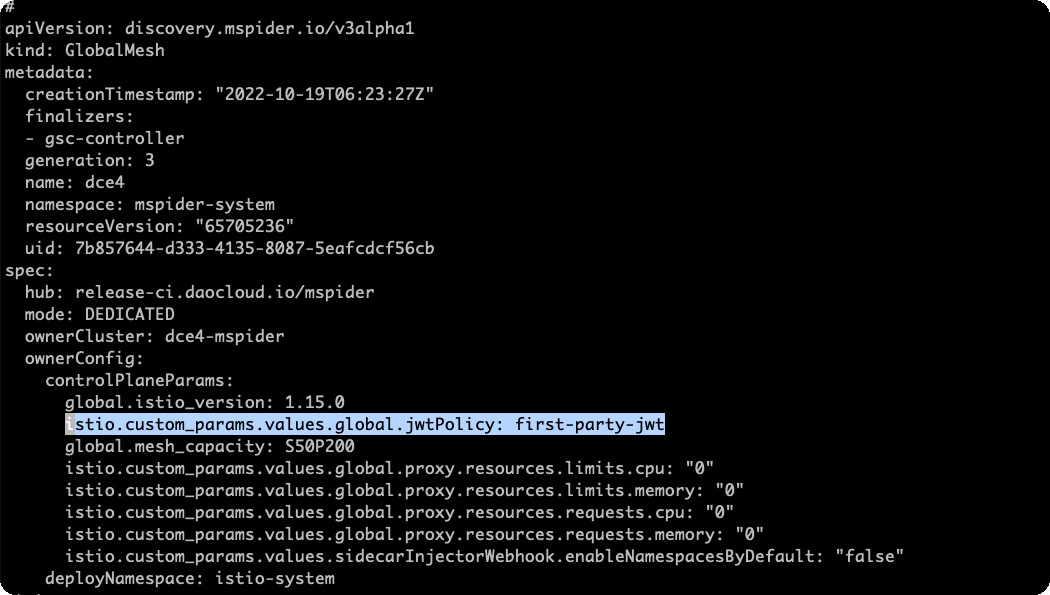 #
apiVersion: discovery.mspider.io/v3alpha1
kind: GlobalMesh
metadata:
  creationTimestamp: "2022-10-19T06:23:27Z"
  finalizers:
  - gsc-controller
  generation: 3
  name: dce4
  namespace: mspider-system
  resourceVersion: "65705236"
  uid: 7b857644-d333-4135-8087-5eafcdcf56cb
spec:
  hub: release-ci.daocloud.io/mspider
  mode: DEDICATED
  ownerCluster: dce4-mspider
  ownerConfig:
    controlPlaneParams:
      global.istio_version: 1.15.0
      istio.custom_params.values.global.jwtPolicy: first-party-jwt
      global.mesh_capacity: S50P200
      istio.custom_params.values.global.proxy.resources.limits.cpu: "0"
      istio.custom_params.values.global.proxy.resources.limits.memory: "0"
      istio.custom_params.values.global.proxy.resources.requests.cpu: "0"
      istio.custom_params.values.global.proxy.resources.requests.memory: "0"
      istio.custom_params.values.sidecarInjectorWebhook.enableNamespacesByDefault: "false"
    deployNamespace: istio-system